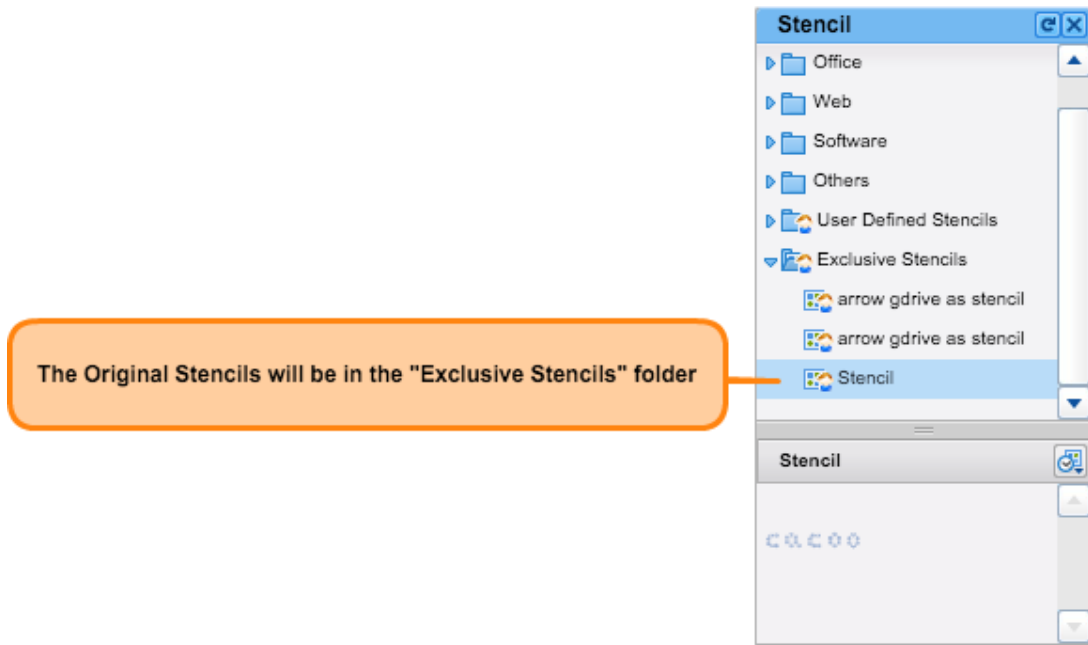 Stencil
Office
Web
Software
Others
User Defined Stencils
Exclusive Stencils
arrow gdrive as stencil
arrow gdrive as stencil
The Original Stencils will be in the "Exclusive Stencils" folder
Stencil
Stencil
cacoo